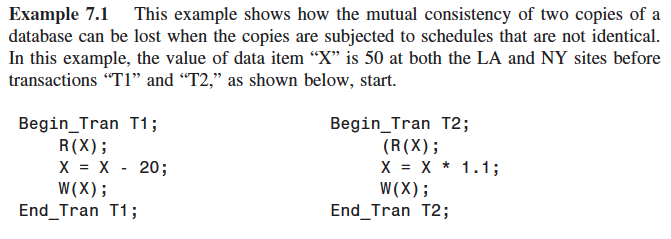 Example 7.1 This example shows how the mutual consistency of two copies of a
database can be lost when the copies are subjected to schedules that are not identical.
In this example, the value of data item “X” is 50 at both the LA and NY sites before
transactions “T1” and “T2,” as shown below, start.
Begin_Tran T1;
R(X);
X = X - 20;
W(X);
End_Tran T1;
Begin_Tran T2;
(R(X);
X = X * 1.1;
W(X);
End_Tran T2;